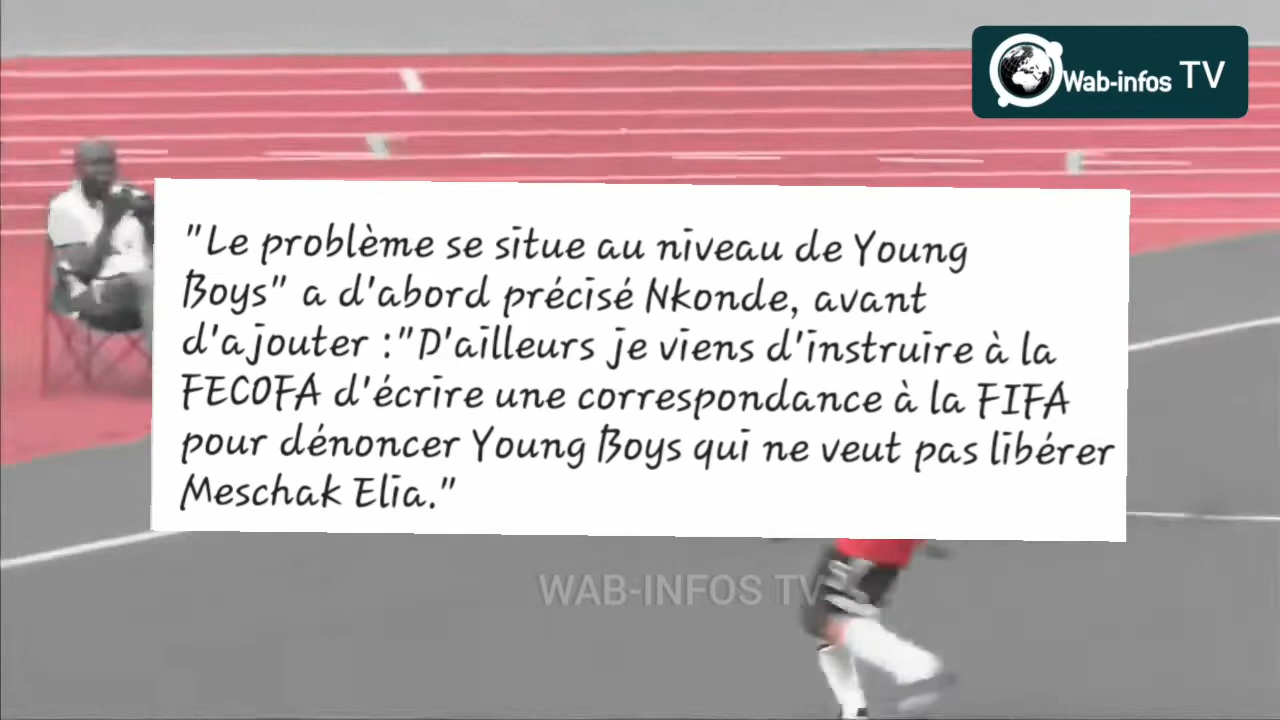 Wab-infos TV
"Le problème se situe au niveau de Young
Boys" a d'abord précisé Nkonde, avant
d'ajouter :"D'ailleurs je viens d'instruire à la
FECOFA d'écrire une correspondance à la FIFA
pour dénoncer Young Boys qui ne veut pas libérer
Meschak Elia."
WAB-INFOS TV